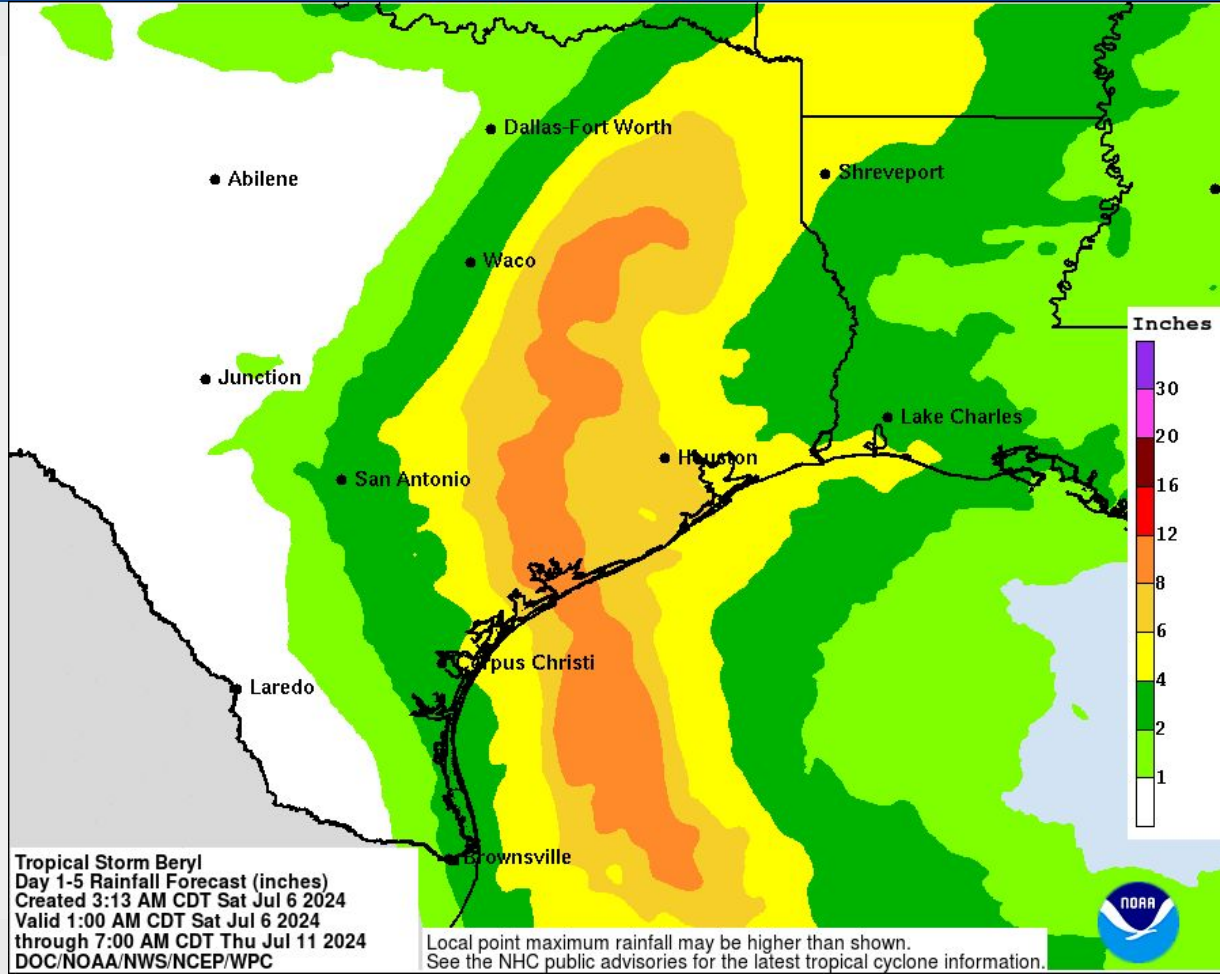 Dallas-Fort Worth
Abilene
Shreveport
Waco
Junction
Lake Charles
Houston
San Antonio
Corpus Christi
Laredo
Brownsville
Inches
30
20
16
12
8
6
4
2
1
Tropical Storm Beryl
Day 1-5 Rainfall Forecast (inches)
Created 3:13 AM CDT Sat Jul 6 2024
Valid 1:00 AM CDT Sat Jul 6 2024
through 7:00 AM CDT Thu Jul 11 2024
DOC/NOAA/NWS/NCEP/WPC
Local point maximum rainfall may be higher than shown.
See the NHC public advisories for the latest tropical cyclone information.
NOAA